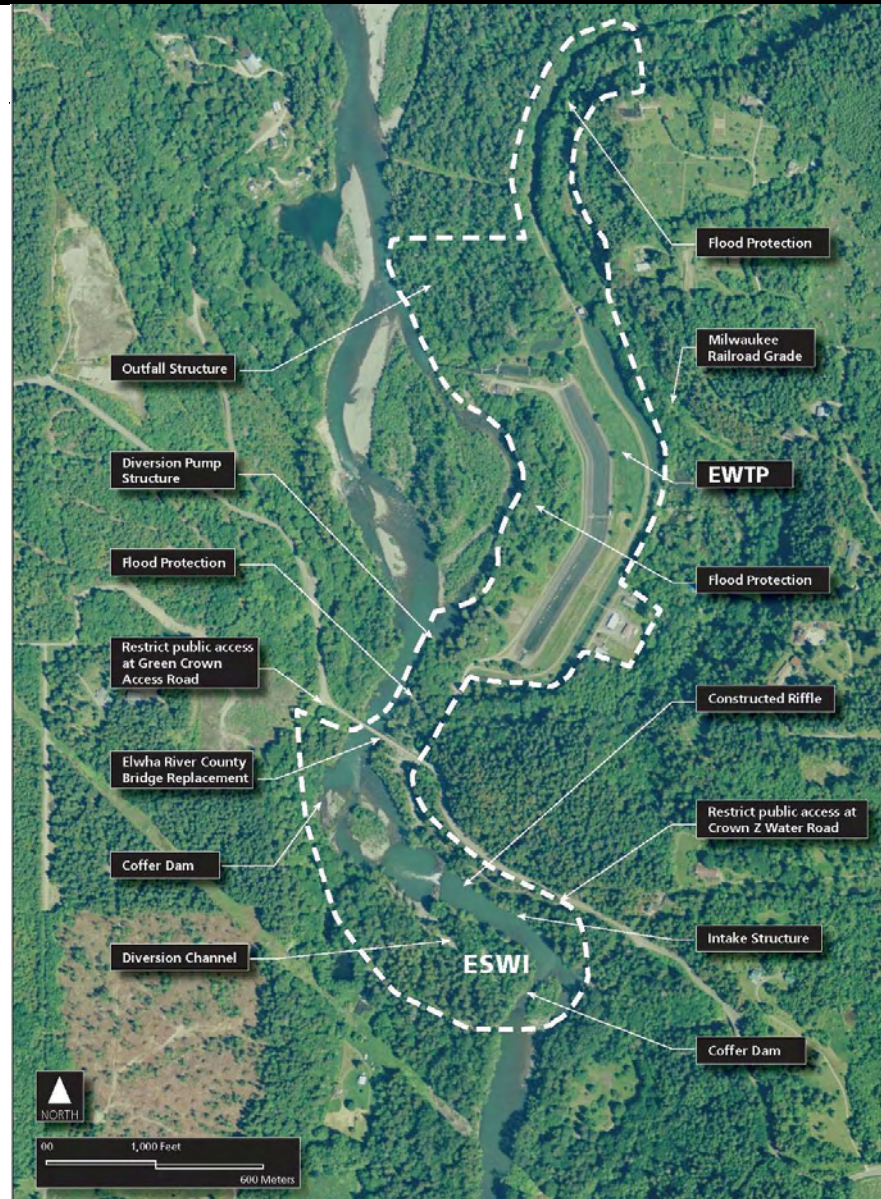 Flood Protection
Milwaukee
Railroad Grade
Outfall Structure
Diversion Pump
Structure
EWTP
Flood Protection
Flood Protection
Restrict public access
at Green Crown
Access Road
Constructed Riffle
Elwha River County
Bridge Replacement
Restrict public access at
Crown Z Water Road
Coffer Dam
Intake Structure
Diversion Channel
ESWI
Coffer Dam
NORTH
00 1,000 Feet
600 Meters